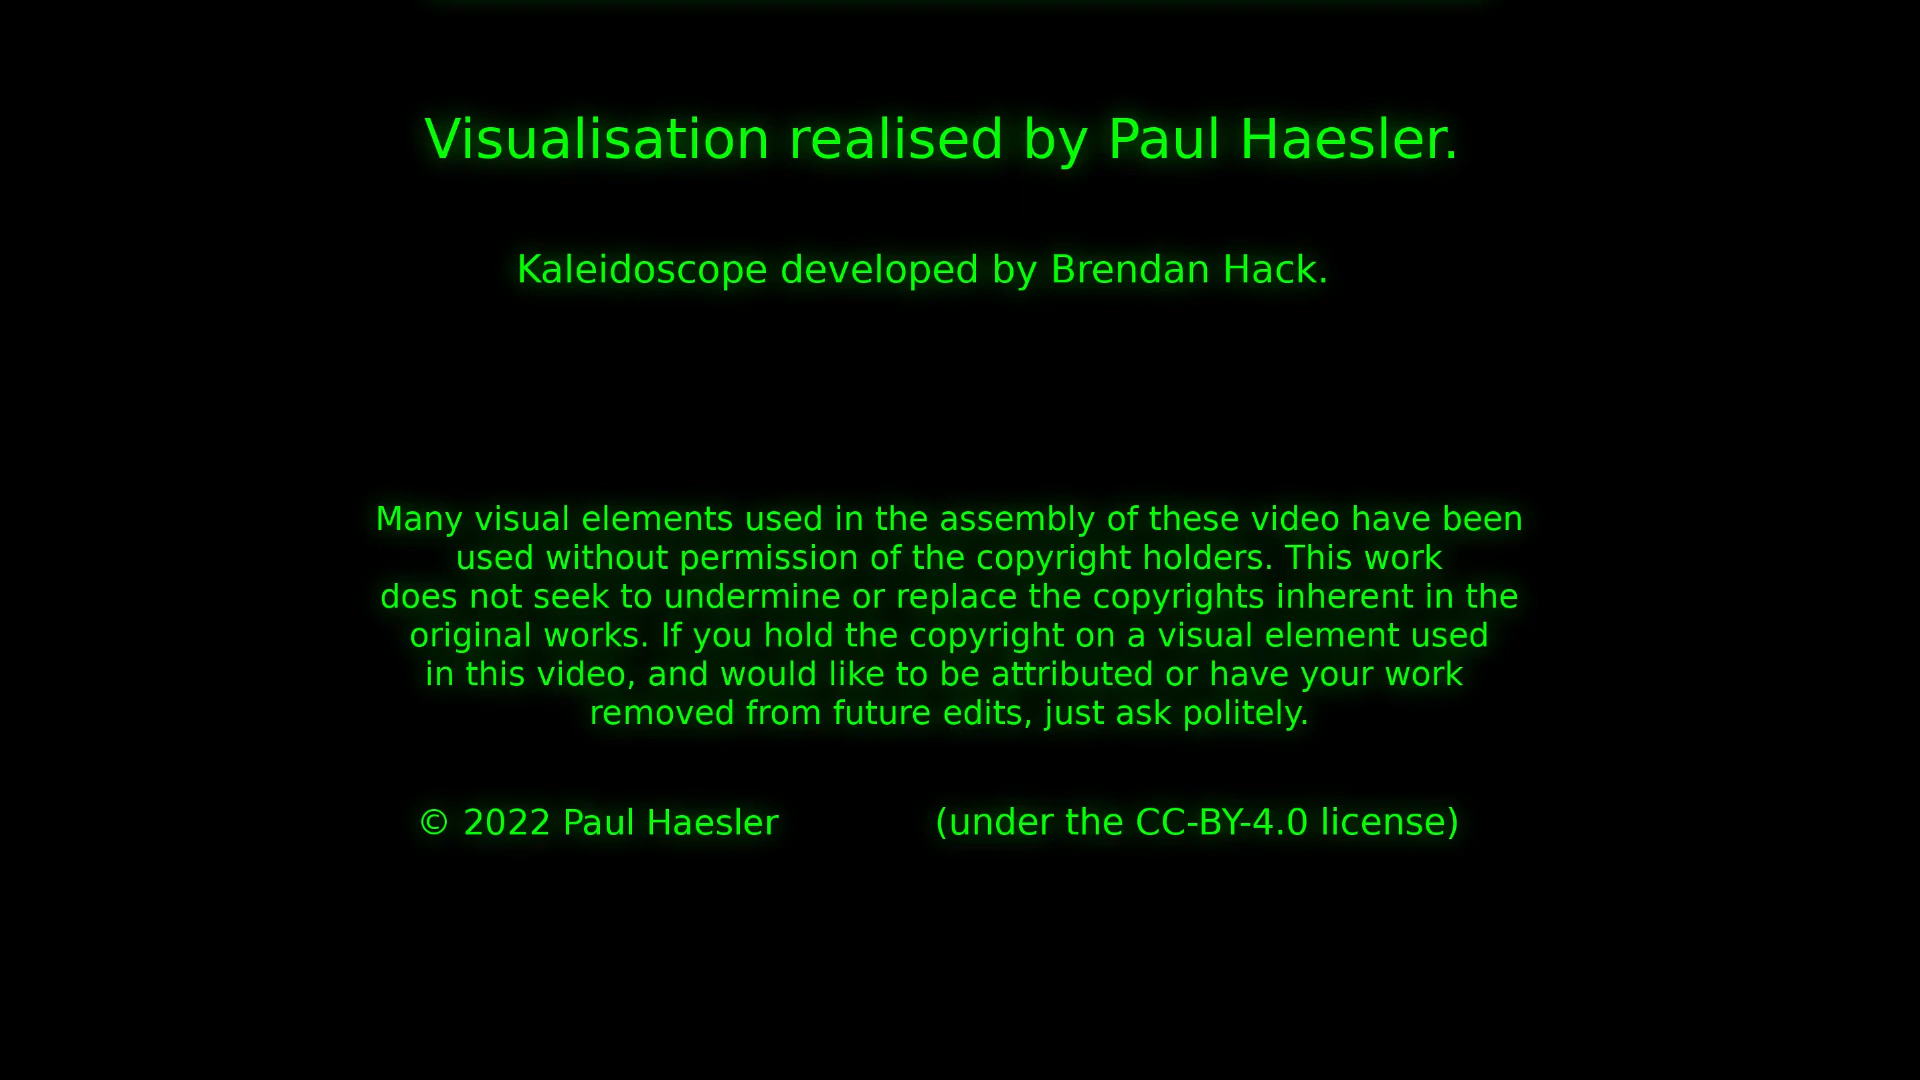 Visualisation realised by Paul Haesler.
Kaleidoscope developed by Brendan Hack.
Many visual elements used in the assembly of these video have been
used without permission of the copyright holders. This work
does not seek to undermine or replace the copyrights inherent in the
original works. If you hold the copyright on a visual element used
in this video, and would like to be attributed or have your work
removed from future edits, just ask politely.
© 2022 Paul Haesler (under the CC-BY-4.0 license)